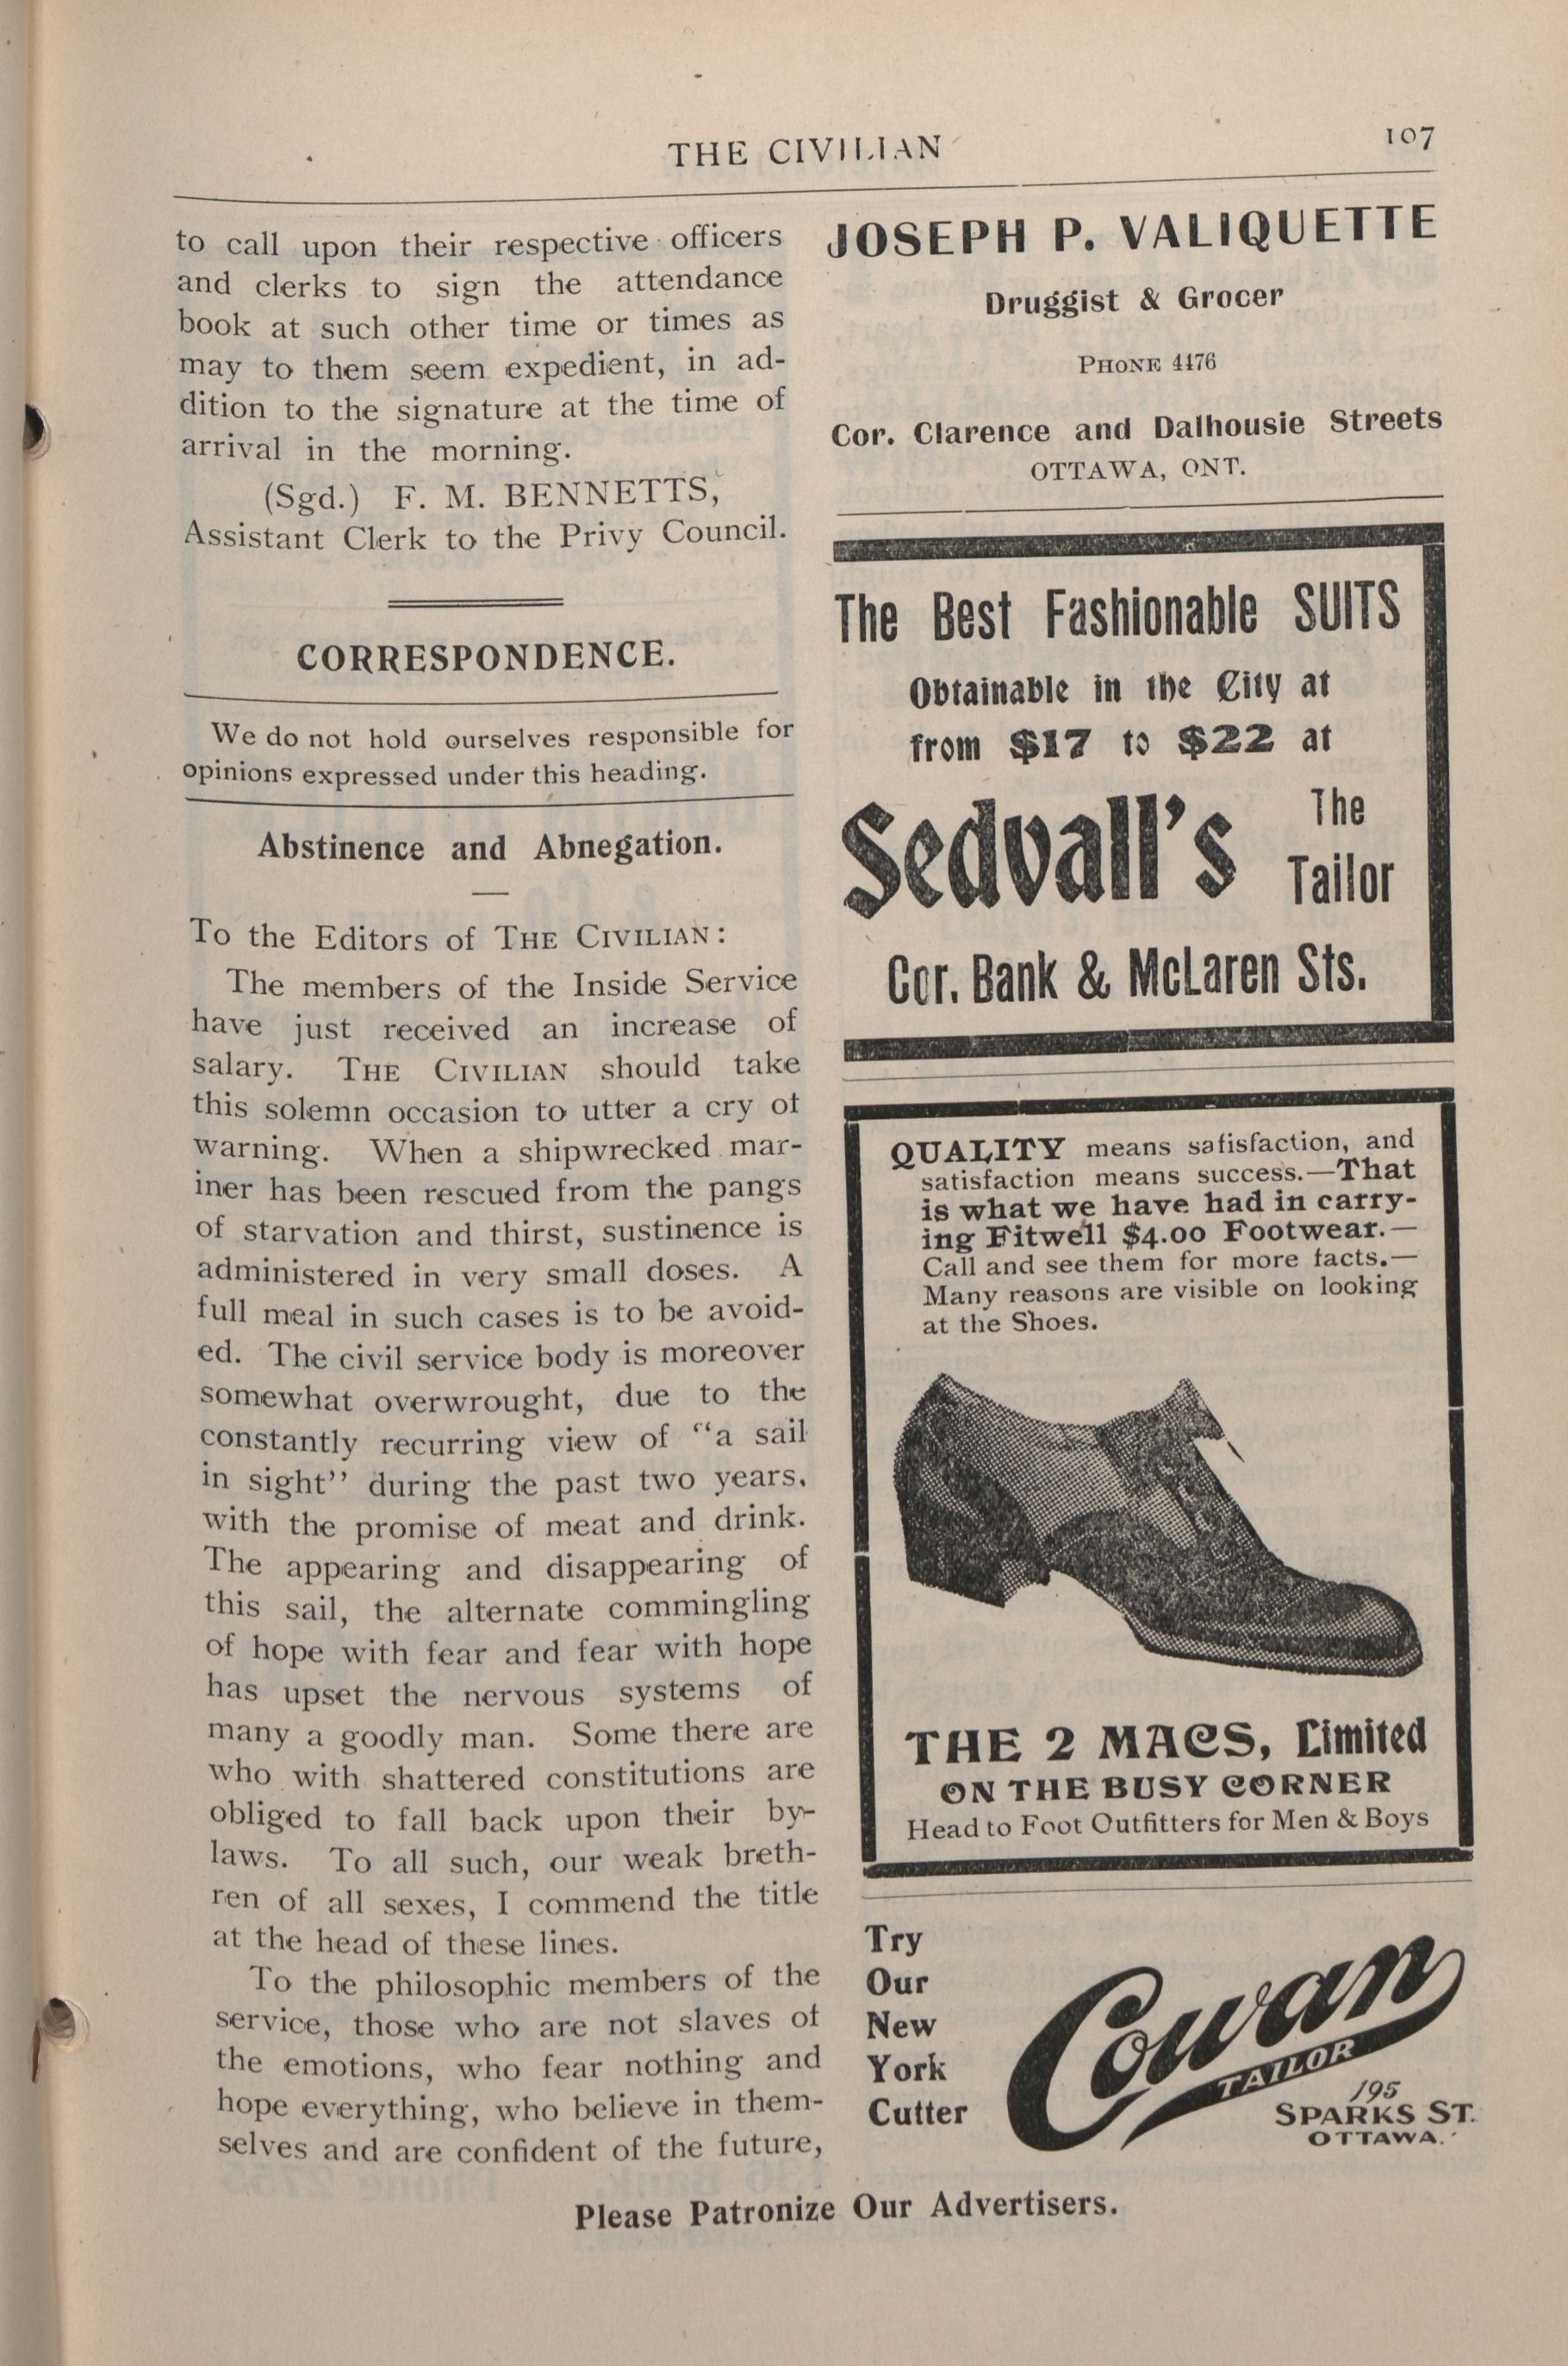 THE CIVILIAN
107
to call upon their respective officers
and clerks to sign the attendance
book at such other time or times as
may to them seem expedient, in ad-
dition to the signature at the time of
arrival in the morning.
(Sgd.) F. M. BENNETTS,
Assistant Clerk to the Privy Council.
CORRESPONDENCE.
We do not hold ourselves responsible for
opinions expressed under this heading.
Abstinence and Abnegation.
To the Editors of THE CIVILIAN:
The members of the Inside Service
have just received an increase of
salary. THE CIVILIAN should take
this solemn occasion to utter a cry of
warning. When a shipwrecked mar-
iner has been rescued from the pangs
of starvation and thirst, sustinence is
administered in very small doses. A
full meal in such cases is to be avoid-
ed. The civil service body is moreover
somewhat overwrought, due to the
constantly recurring view of "a sail
in sight" during the past two years,
with the promise of meat and drink.
The appearing and disappearing of
this sail, the alternate commingling
of hope with fear and fear with hope
has upset the nervous systems of
many a goodly man. Some there are
who with shattered constitutions are
obliged to fall back upon their by-
laws. To all such, our weak breth-
ren of all sexes, I commend the title
at the head of these lines.
To the philosophic members of the
service, those who are not slaves of
the emotions, who fear nothing and
hope everything, who believe in them-
selves and are confident of the future,
JOSEPH P. VALIQUETTE
Druggist & Grocer
PHONE 4476
Cor. Clarence and Dalhousie Streets
OTTAWA, ONT.
The Best Fashionable SUITS
Obtainable in the City at
from $17 to $22 at
Sedvall's The Tailor
Cor. Bank & McLaren Sts.
QUALITY means satisfaction, and
satisfaction means success.—That
is what we have had in carry-
ing Fitwell $4.00 Footwear.—
Call and see them for more facts.—
Many reasons are visible on looking
at the Shoes.
THE 2 MACS, Limited
ON THE BUSY CORNER
Head to Foot Outfitters for Men & Boys
Try
Our
New
York
Cutter
Cowan
TAILOR
195
SPARKS ST.
OTTAWA.
Please Patronize Our Advertisers.